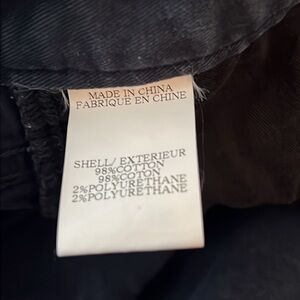 MADE IN CHINA
FABRIQUE EN CHINE
SHELL/ EXTERIEUR
98%COTTON
98%COTON
2%POLYURETHANE
2%POLYURETHANE